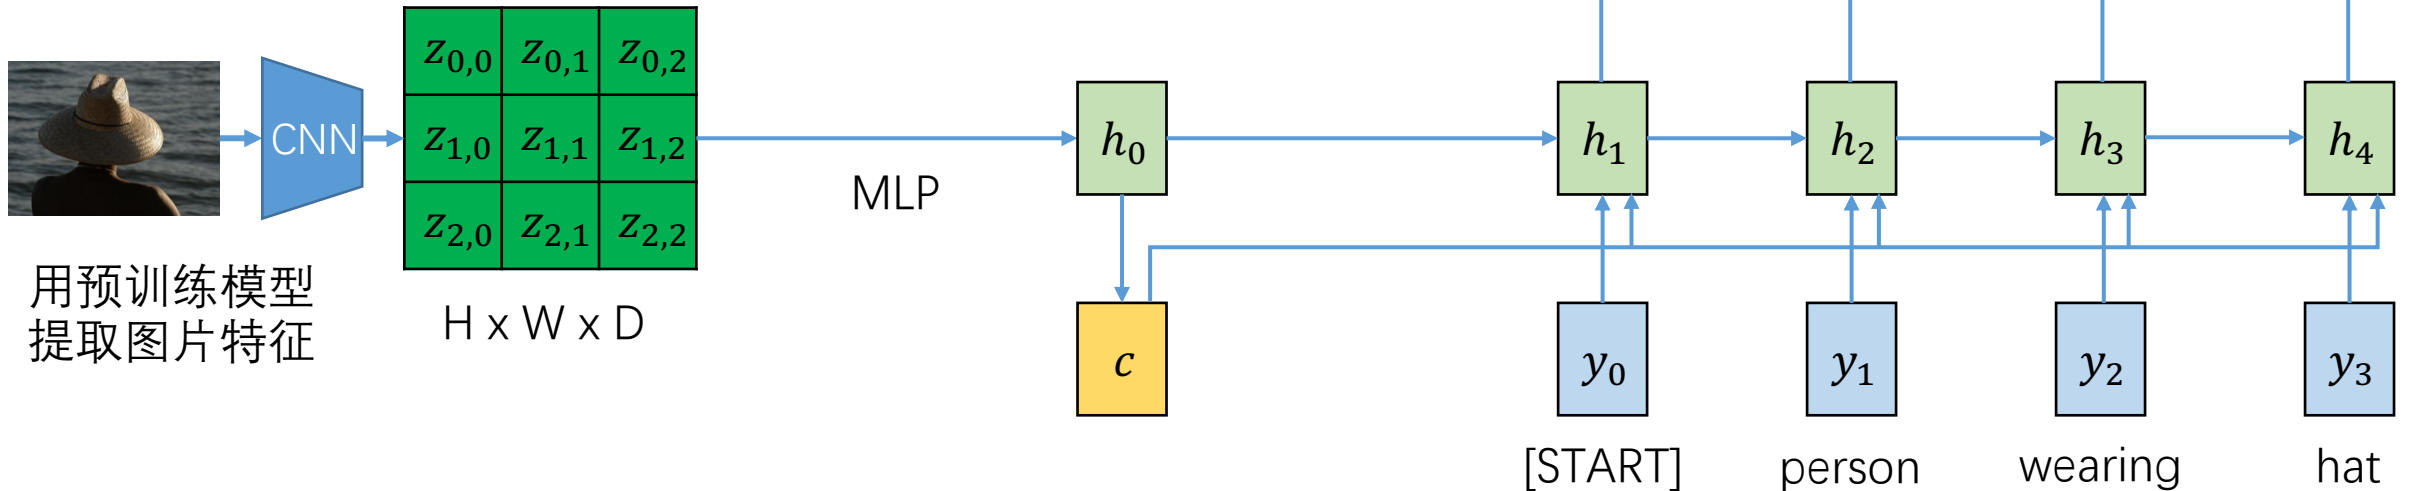 CNN
z0,0 z0,1 z0,2
z1,0 z1,1 z1,2
z2,0 z2,1 z2,2
用预训练模型
提取图片特征
H x W x D
MLP
h0
h1
h2
h3
h4
c
y0
y1
y2
y3
[START]
person
wearing
hat